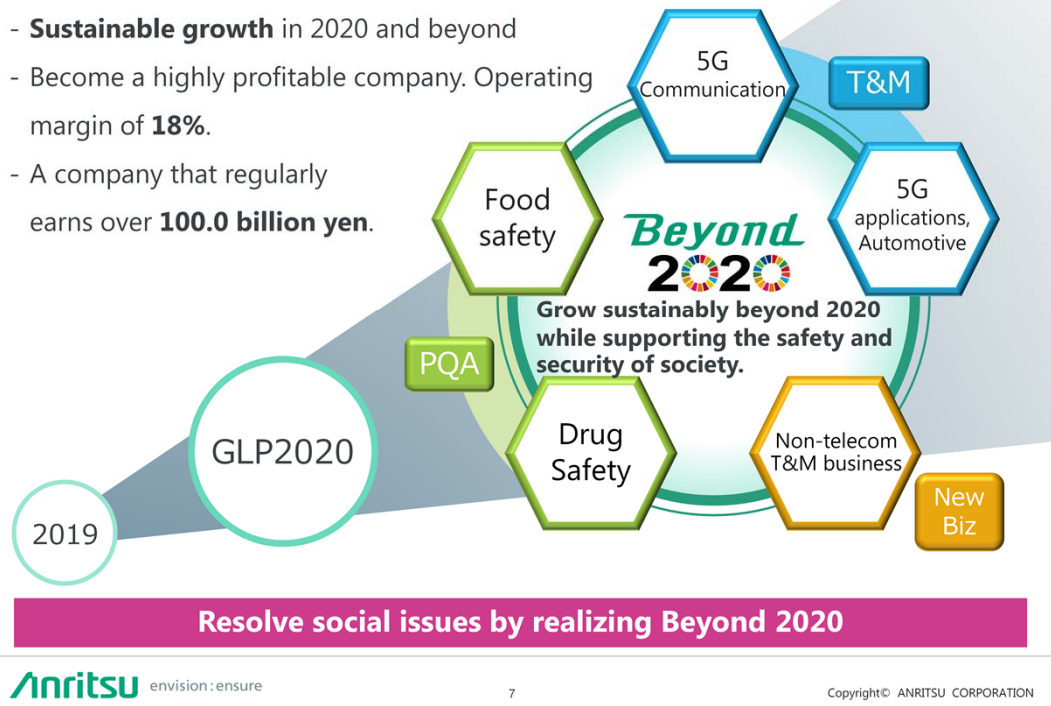 - Sustainable growth in 2020 and beyond
- Become a highly profitable company. Operating
margin of 18%.
- A company that regularly
earns over 100.0 billion yen.
5G
Communication
T&M
5G
applications,
Automotive
Food
safety
Beyond
2020
Grow sustainably beyond 2020
while supporting the safety and
security of society.
PQA
Drug
Safety
Non-telecom
T&M business
New
Biz
GLP2020
2019
Resolve social issues by realizing Beyond 2020
Anritsu envision : ensure
7
Copyright© ANRITSU CORPORATION